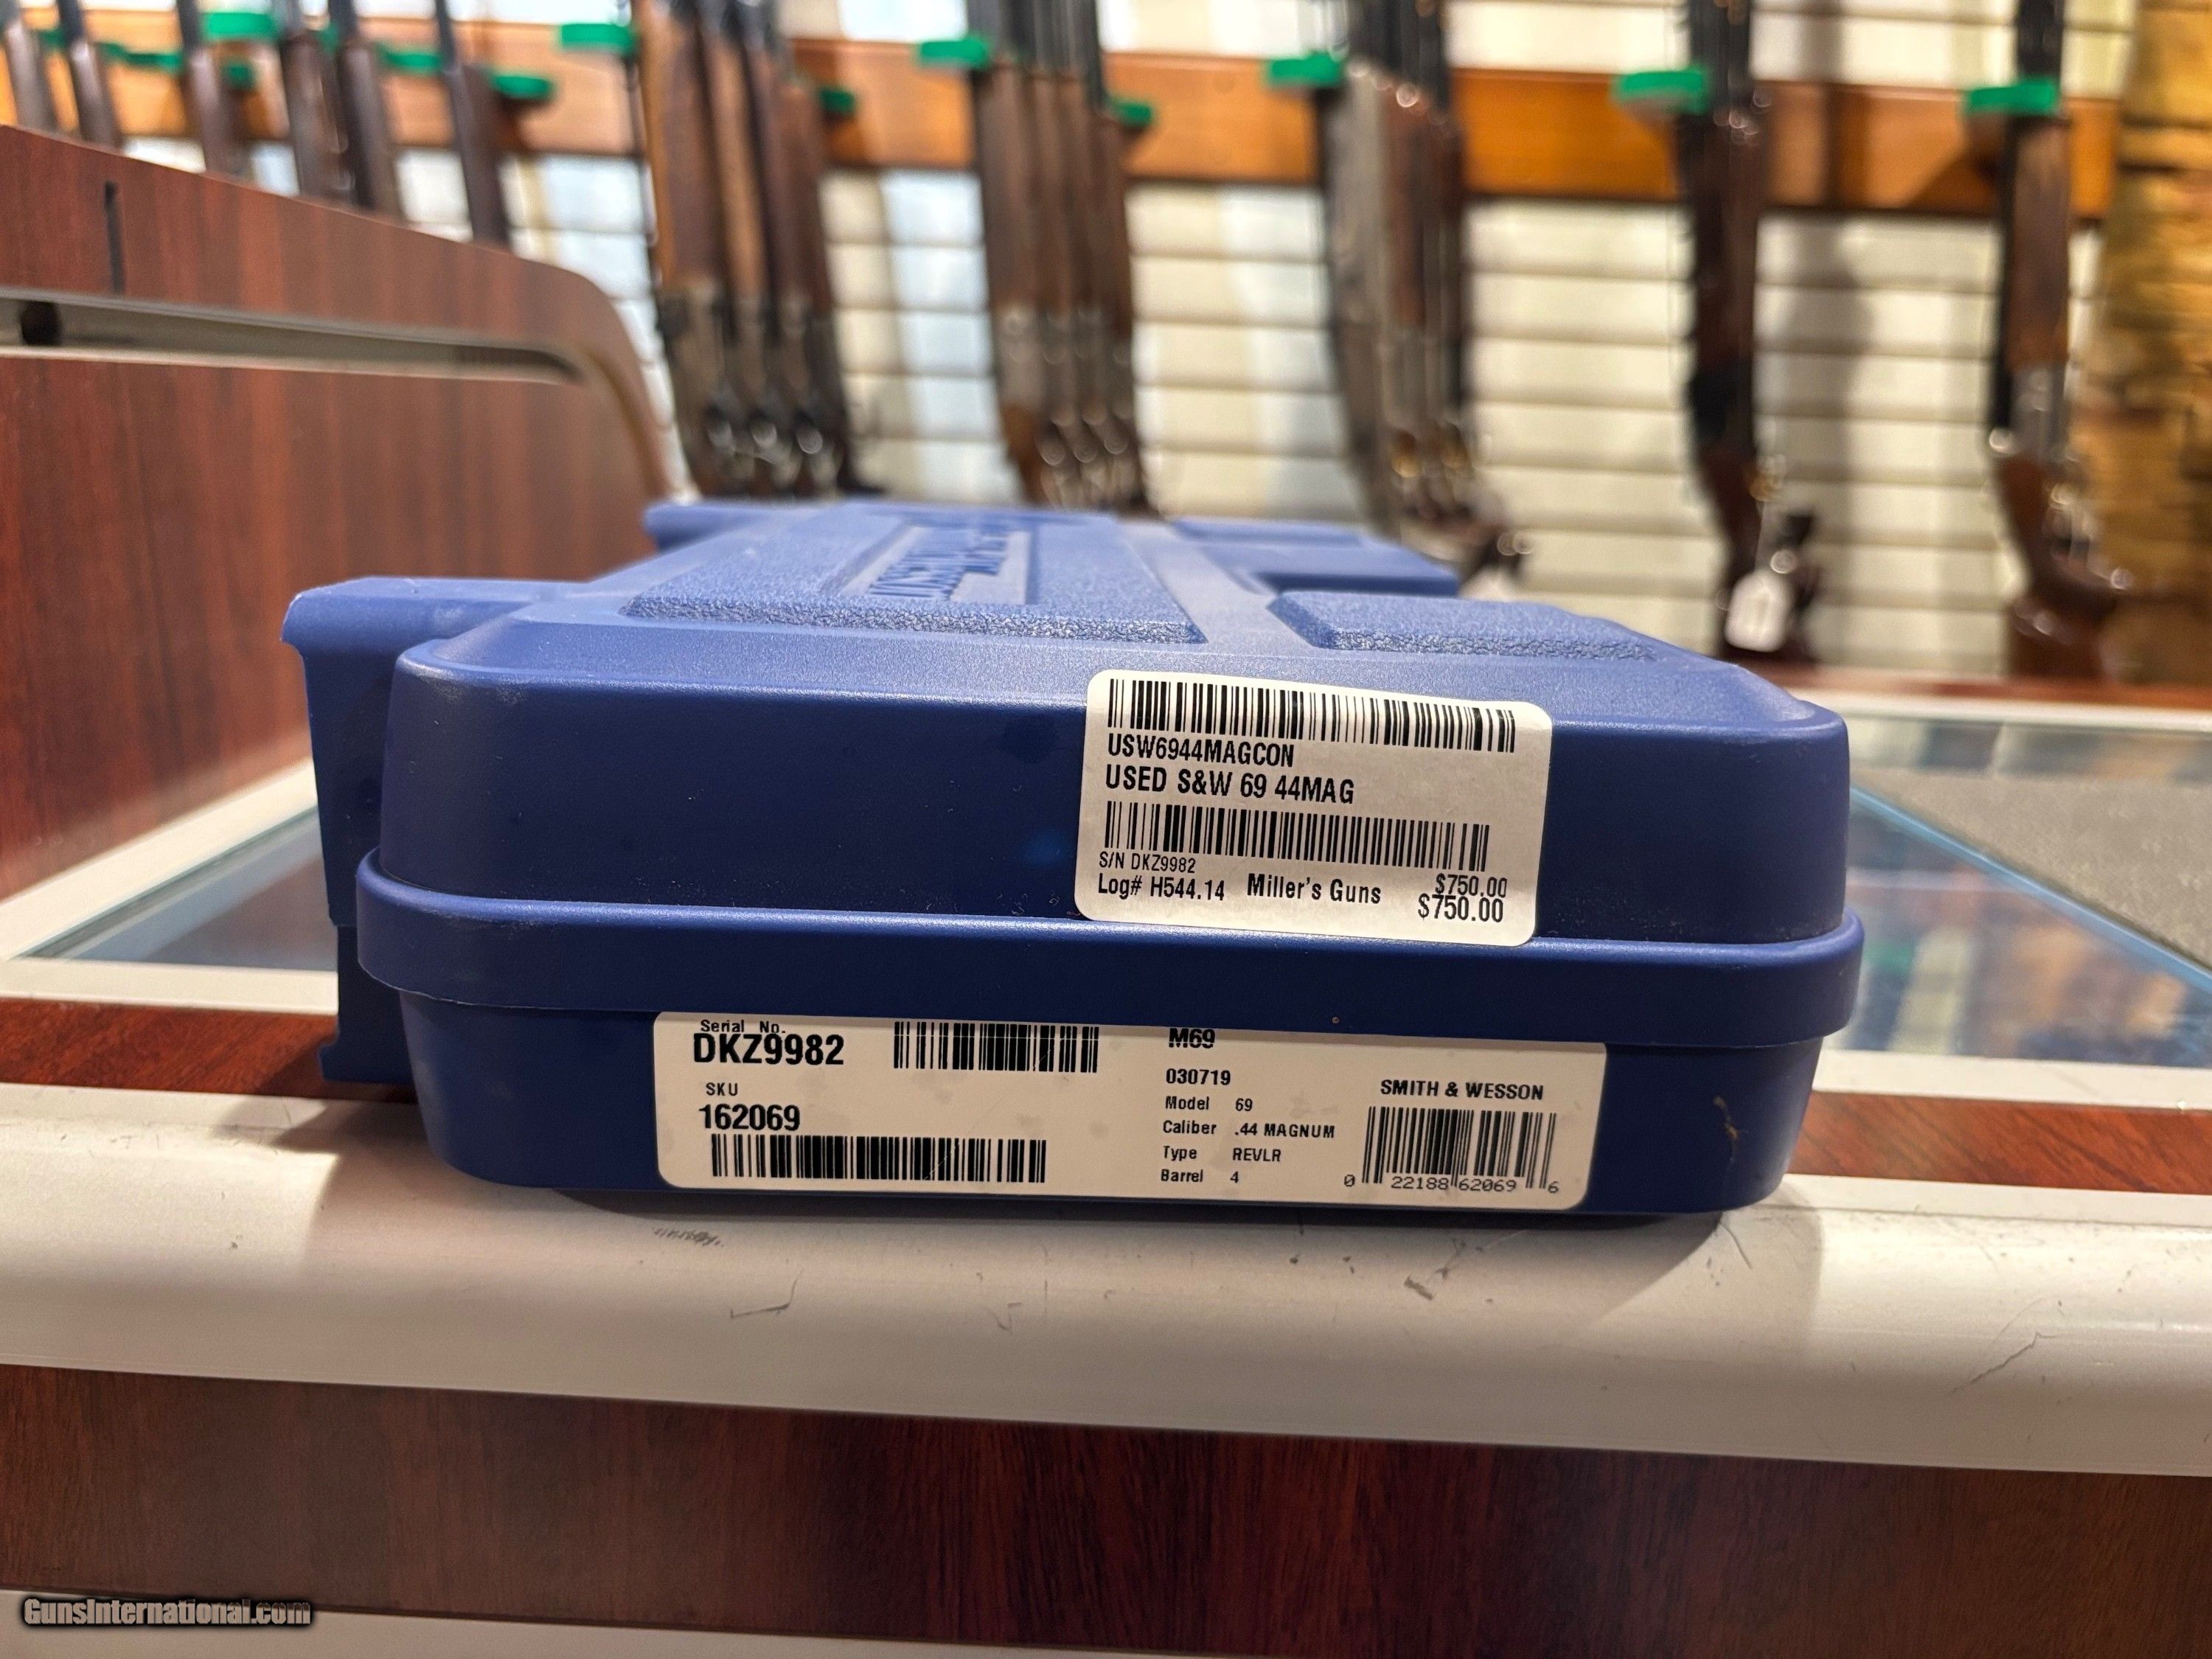 USW6944MAGCON
USED S&W 69 44MAG
S/N DKZ9982
$750.00
Log# H544.14 Miller's Guns $750.00
Serial No.
DKZ9982
SKU
162069
M69
030719
Model 69
Caliber .44 MAGNUM
Type REVLR
Barrel 4
SMITH & WESSON
0 22188 62069 6
GunsInternational.com